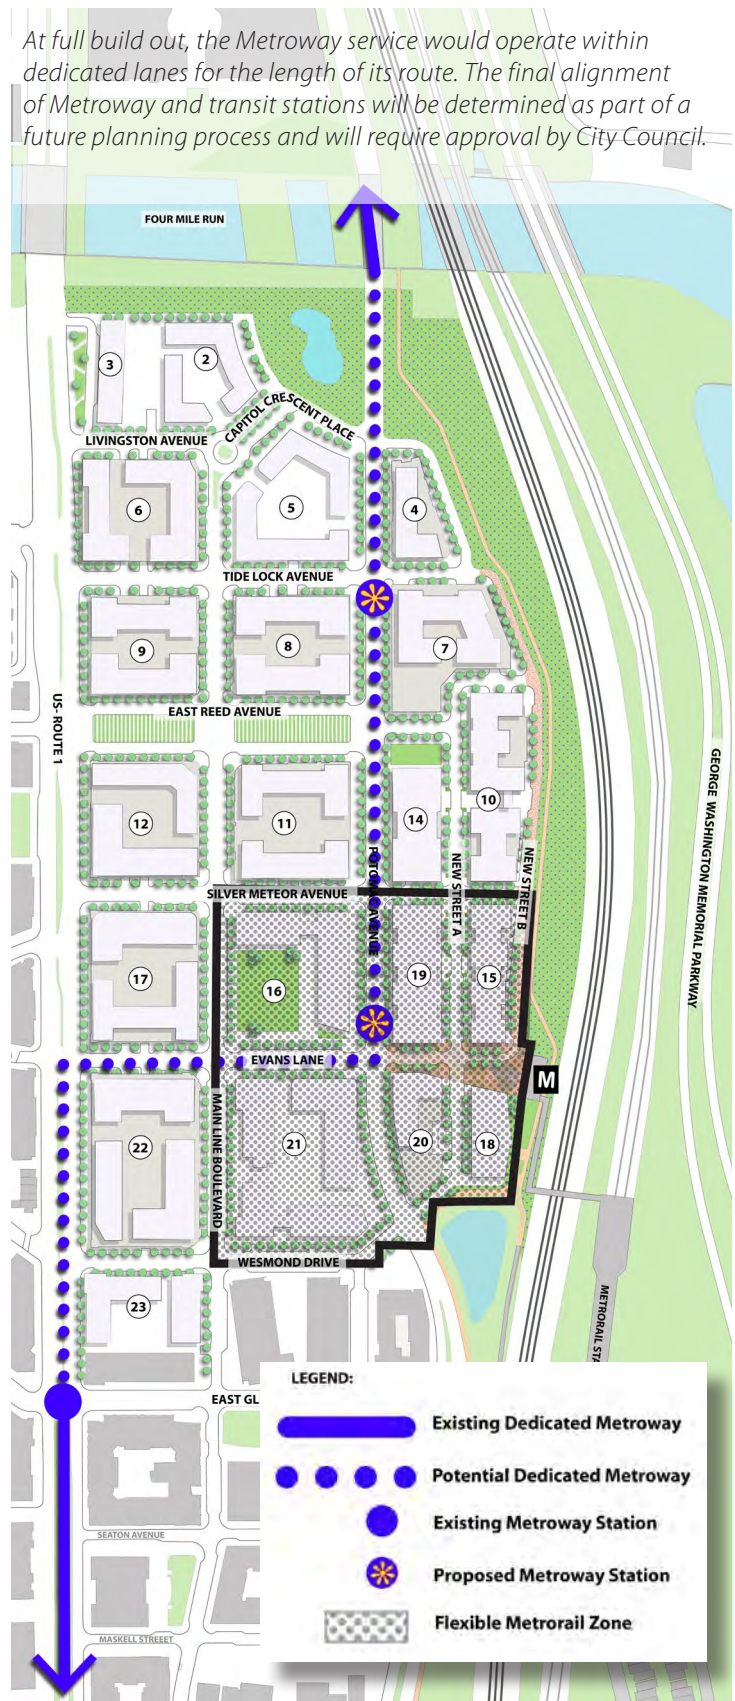 At full build out, the Metroway service would operate within
dedicated lanes for the length of its route. The final alignment
of Metroway and transit stations will be determined as part of a
future planning process and will require approval by City Council.
FOUR MILE RUN
3
2
CAPITOL CRESCENT PLACE
LIVINGSTON AVENUE
6
5
4
TIDE LOCK AVENUE
9
8
7
US- ROUTE 1
EAST REED AVENUE
GEORGE WASHINGTON MEMORIAL PARKWAY
12
11
14
10
POTOMAC AVENUE
NEW STREET A
NEW STREET B
SILVER METEOR AVENUE
17
16
19
15
EVANS LANE
M
MAIN LINE BOULEVARD
22
21
20
18
WESMOND DRIVE
23
METRORAIL STA
EAST GL
SEATON AVENUE
MASKELL STREEET
LEGEND:
Existing Dedicated Metroway
Potential Dedicated Metroway
Existing Metroway Station
Proposed Metroway Station
Flexible Metrorail Zone